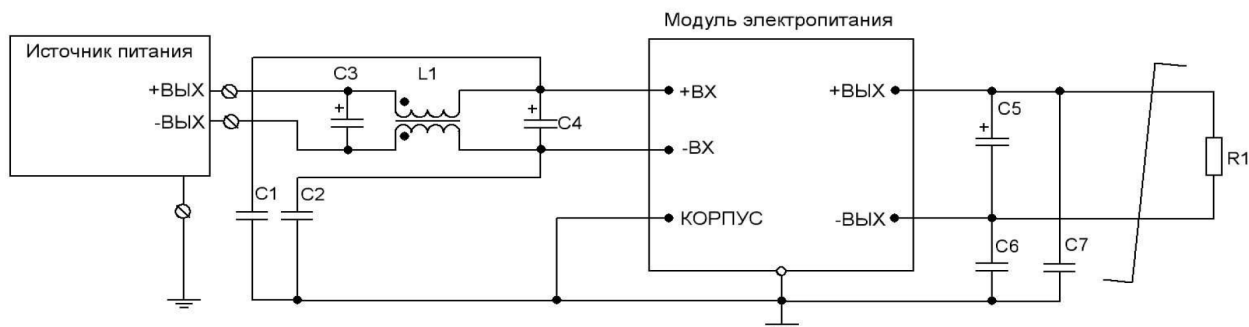 Модуль электропитания
Источник питания
+ВЫХ
-ВЫХ
C3
+
L1
+
C4
C1
C2
+ВХ
-ВХ
КОРПУС
+ВЫХ
-ВЫХ
C5
+
C6
C7
R1